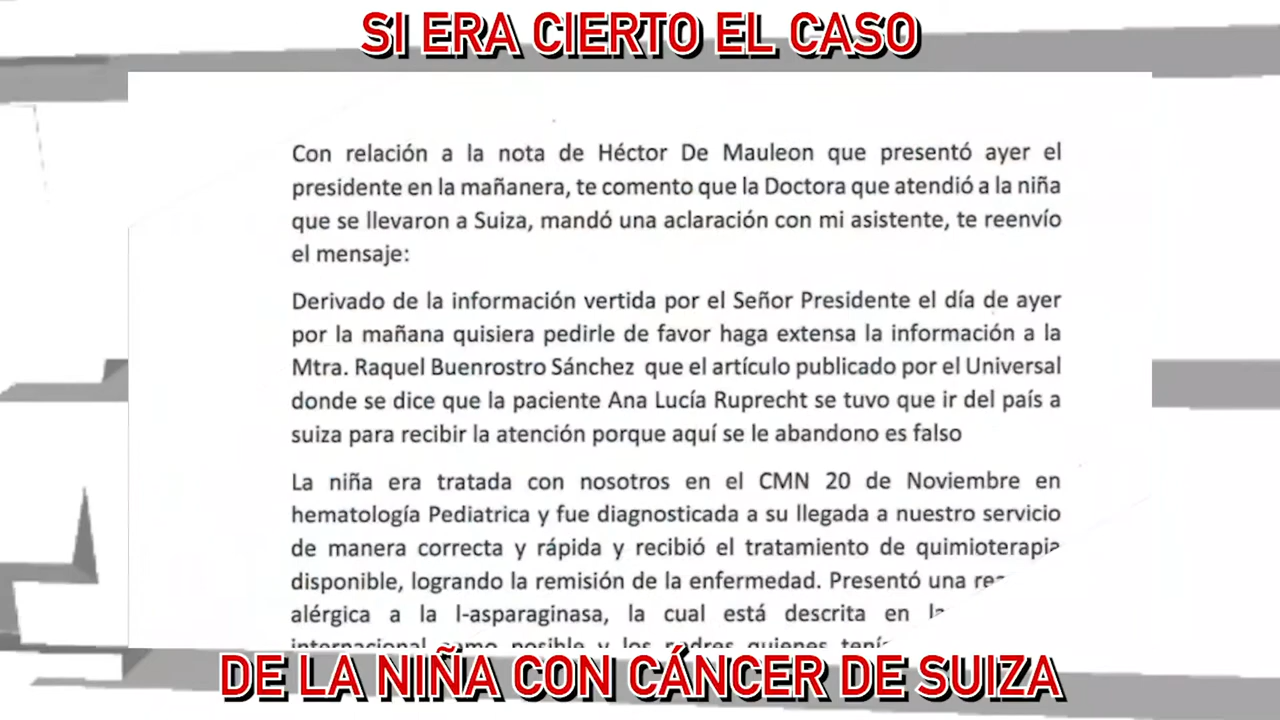 SI ERA CIERTO EL CASO
Con relación a la nota de Héctor De Mauleon que presentó ayer el
presidente en la mañanera, te comento que la Doctora que atendió a la niña
que se llevaron a Suiza, mandó una aclaración con mi asistente, te reenvío
el mensaje:
Derivado de la información vertida por el Señor Presidente el día de ayer
por la mañana quisiera pedirle de favor haga extensa la información a la
Mtra. Raquel Buenrostro Sánchez que el artículo publicado por el Universal
donde se dice que la paciente Ana Lucía Ruprecht se tuvo que ir del país a
suiza para recibir la atención porque aquí se le abandono es falso
La niña era tratada con nosotros en el CMN 20 de Noviembre en
hematología Pediatrica y fue diagnosticada a su llegada a nuestro servicio
de manera correcta y rápida y recibió el tratamiento de quimioterapia
disponible, logrando la remisión de la enfermedad. Presentó una
alérgica a la l-asparaginasa, la cual está descrita en
internacional como posible y los padres quienes
DE LA NIÑA CON CÁNCER DE SUIZA